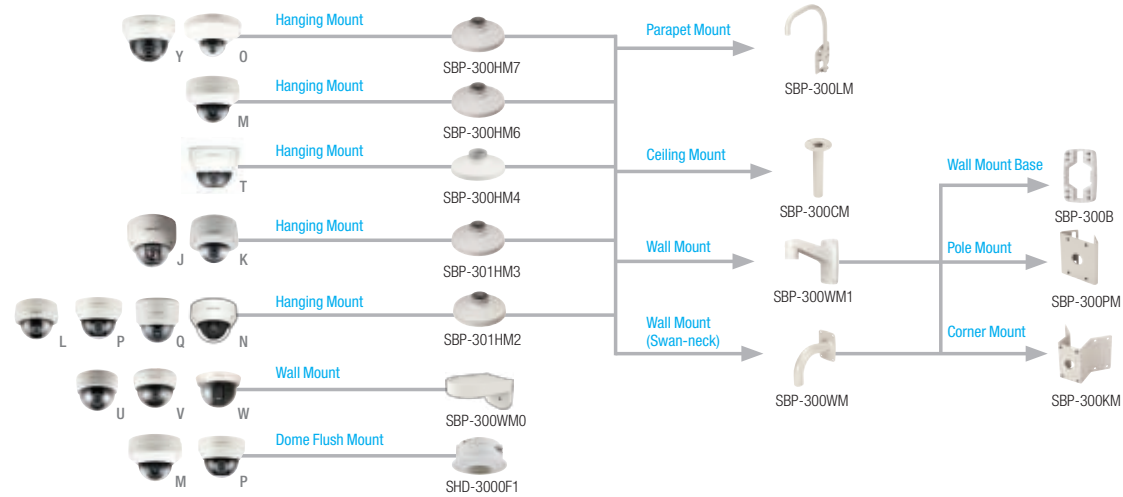 Hanging Mount
Y
O
SBP-300HM7
Parapet Mount
SBP-300LM
Hanging Mount
M
SBP-300HM6
Hanging Mount
T
SBP-300HM4
Ceiling Mount
SBP-300CM
Wall Mount Base
SBP-300B
Hanging Mount
J
K
SBP-301HM3
Wall Mount
SBP-300WM1
Pole Mount
SBP-300PM
Hanging Mount
L
P
Q
N
SBP-301HM2
Wall Mount
(Swan-neck)
SBP-300WM
Corner Mount
SBP-300KM
Wall Mount
U
V
W
SBP-300WM0
Dome Flush Mount
M
P
SHD-3000F1